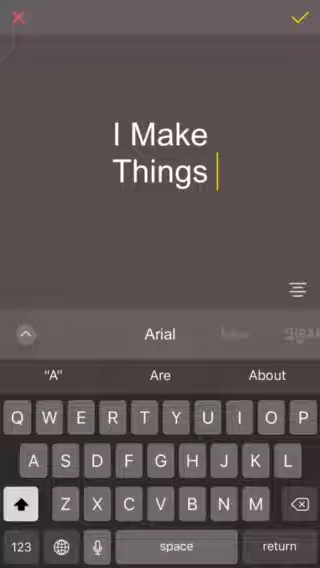 I Make
Things
Arial
“A” Are About
Q W E R T Y U I O P
A S D F G H J K L
Z X C V B N M
123 space return